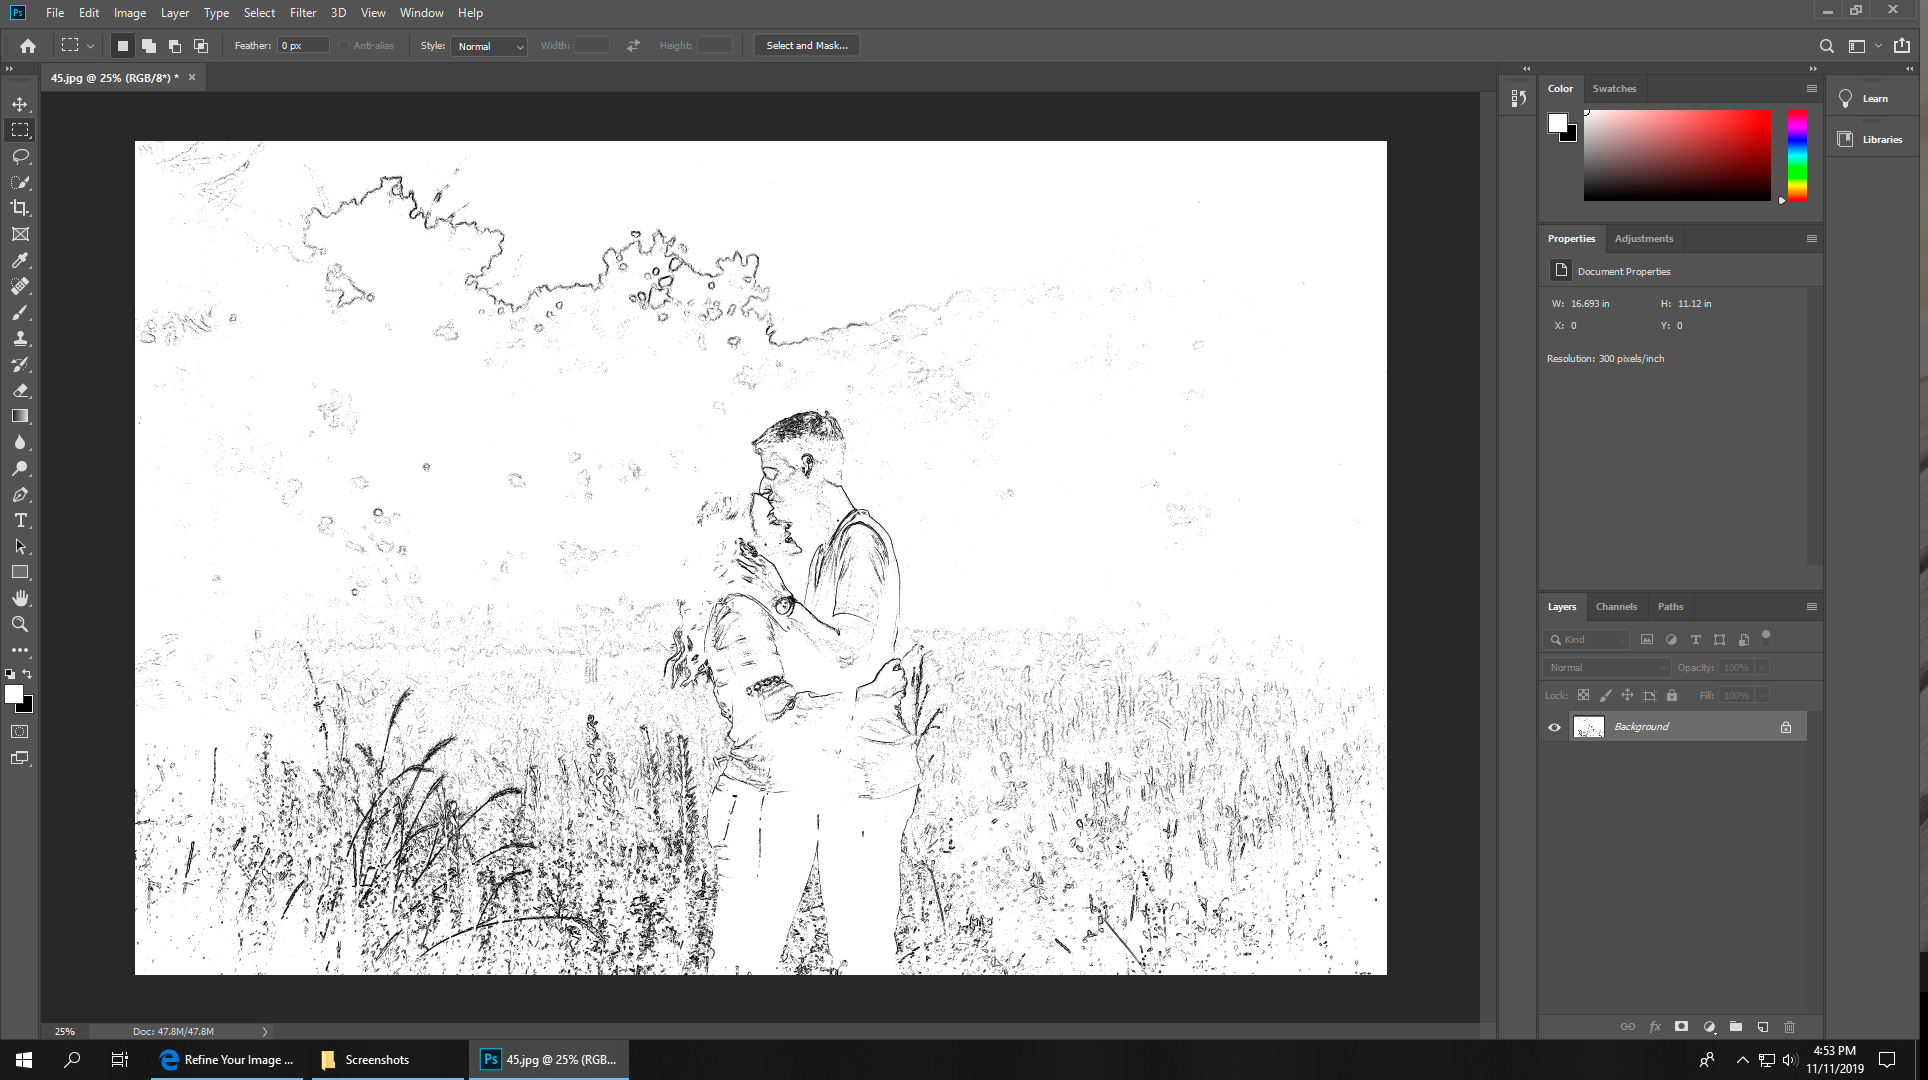 Ps File Edit Image Layer Type Select Filter 3D View Window Help
Feather: 0 px Anti-alias Style: Normal Width: Height: Select and Mask...
45.jpg @ 25% (RGB/8*) *
Color Swatches
Learn
Libraries
Properties Adjustments
Document Properties
W: 16.693 in H: 11.12 in
X: 0 Y: 0
Resolution: 300 pixels/inch
Layers Channels Paths
Kind
Normal Opacity: 100%
Lock: Fill: 100%
Background
25% Doc: 47.8M/47.8M
Refine Your Image ... Screenshots Ps 45.jpg @ 25% (RGB...
4:53 PM
11/11/2019